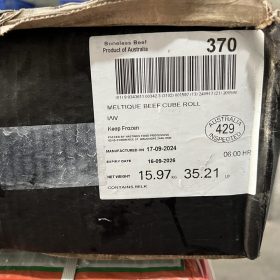 Boneless Beef
Product of Australia
370
MELTIQUE BEEF CUBE ROLL
IW
Keep Frozen
AUSTRALIA
429
INSPECTED
MANUFACTURED ON 17-09-2024
06:00 HR
EXPIRY DATE 16-09-2026
NET WEIGHT 15.97 KG 35.21 LB
CONTAINS MILK